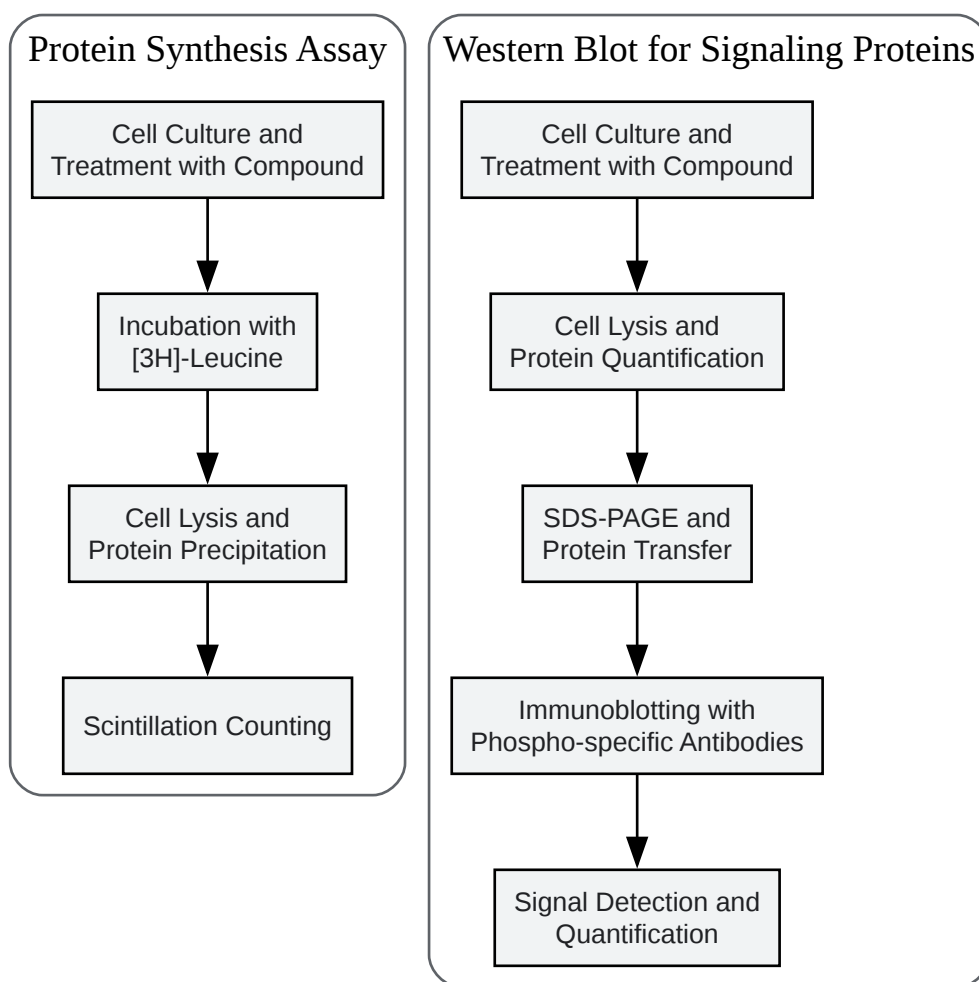 Protein Synthesis Assay
Cell Culture and
Treatment with Compound
Incubation with
[3H]-Leucine
Cell Lysis and
Protein Precipitation
Scintillation Counting
Western Blot for Signaling Proteins
Cell Culture and
Treatment with Compound
Cell Lysis and
Protein Quantification
SDS-PAGE and
Protein Transfer
Immunoblotting with
Phospho-specific Antibodies
Signal Detection and
Quantification